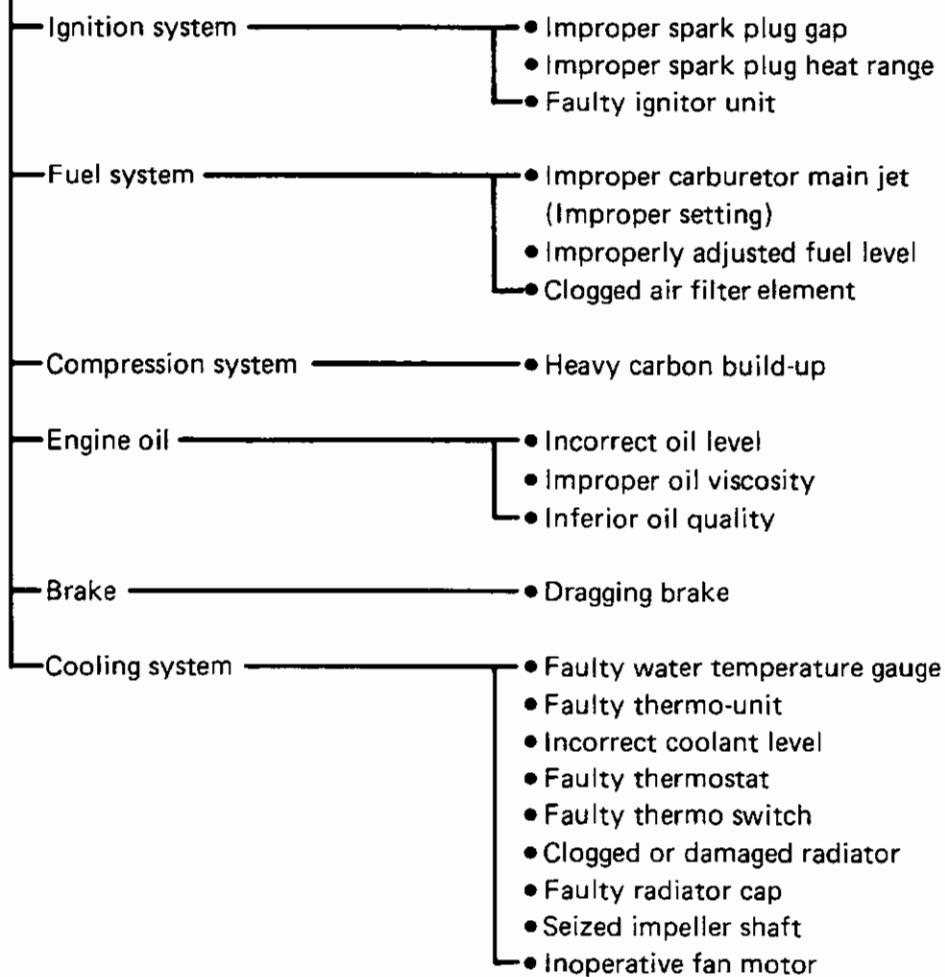 Ignition system
• Improper spark plug gap
• Improper spark plug heat range
• Faulty ignitor unit
Fuel system
• Improper carburetor main jet
(Improper setting)
• Improperly adjusted fuel level
• Clogged air filter element
Compression system
• Heavy carbon build-up
Engine oil
• Incorrect oil level
• Improper oil viscosity
• Inferior oil quality
Brake
• Dragging brake
Cooling system
• Faulty water temperature gauge
• Faulty thermo-unit
• Incorrect coolant level
• Faulty thermostat
• Faulty thermo switch
• Clogged or damaged radiator
• Faulty radiator cap
• Seized impeller shaft
• Inoperative fan motor